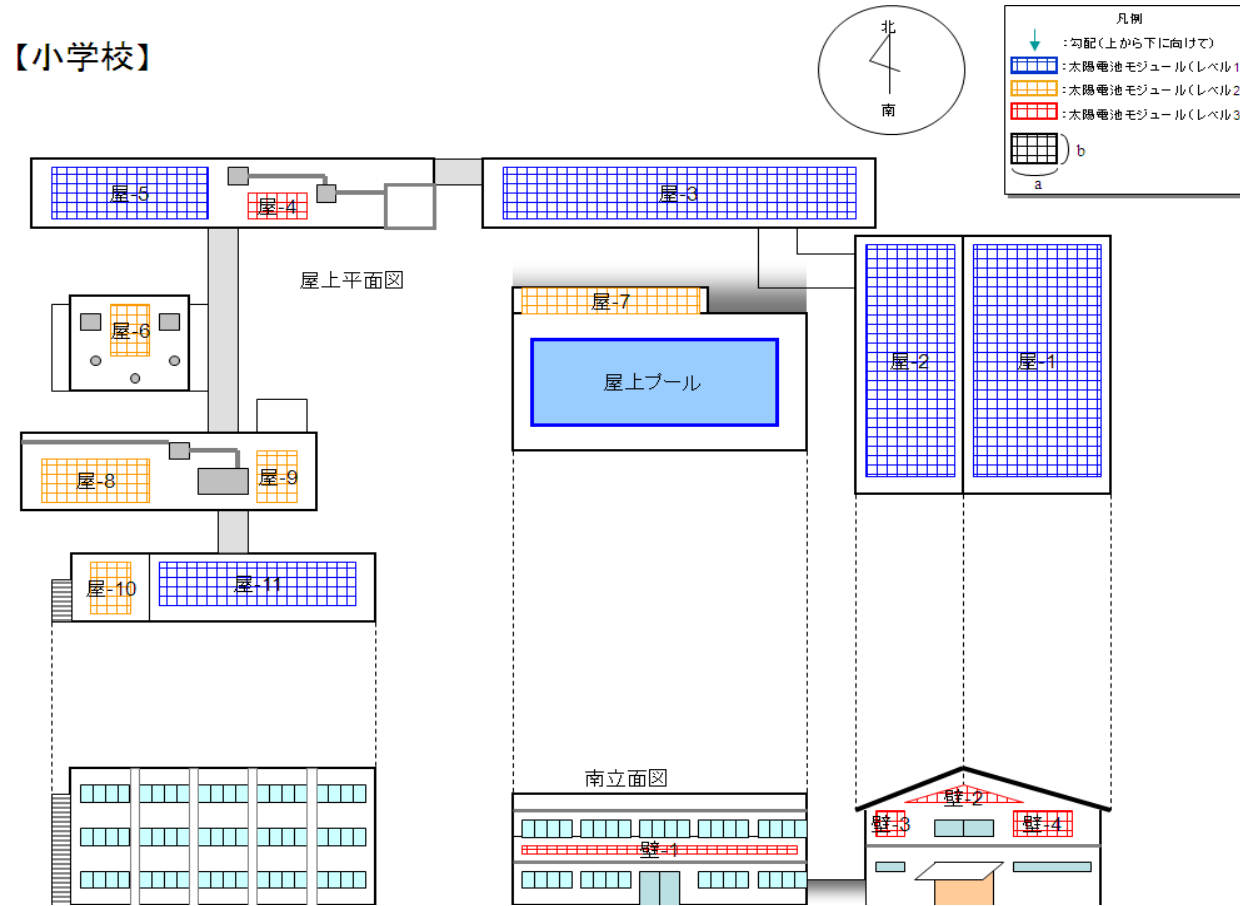 【小学校】
北
南
凡例
:勾配(上から下に向けて)
:太陽電池モジュール(レベル1
:太陽電池モジュール(レベル2
:太陽電池モジュール(レベル3
b
a
屋-5
屋-4
屋-3
屋上平面図
屋-7
屋-6
屋上プール
屋-2
屋-1
屋-8
屋-9
屋-10
屋-11
南立面図
壁-1
壁-2
壁-3
壁-4